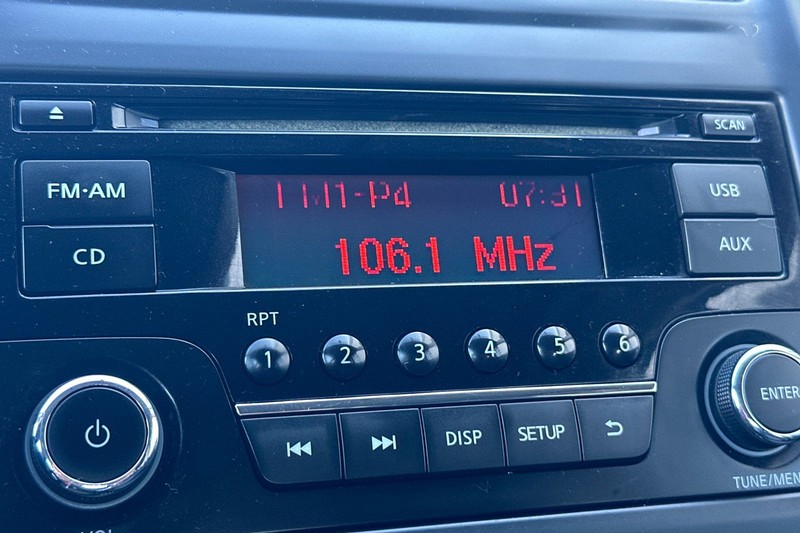 SCAN
FM·AM
FM1-P4 07:31
USB
CD
106.1 MHz
AUX
RPT
1 2 3 4 5 6
ENTER
DISP SETUP
TUNE/MEN